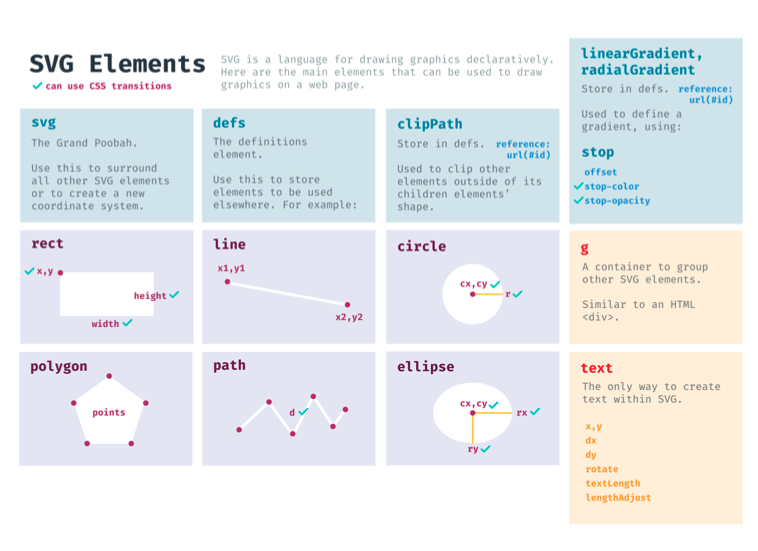 SVG Elements
can use CSS transitions
SVG is a language for drawing graphics declaratively.
Here are the main elements that can be used to draw
graphics on a web page.
svg
The Grand Poobah.
Use this to surround
all other SVG elements
or to create a new
coordinate system.
defs
The definitions
element.
Use this to store
elements to be used
elsewhere. For example:
clipPath
Store in defs. reference:
url(#id)
Used to clip other
elements outside of its
children elements’
shape.
linearGradient,
radialGradient
Store in defs. reference:
url(#id)
Used to define a
gradient, using:
stop
offset
✓stop-color
✓stop-opacity
rect
✓ x,y
height ✓
width ✓
line
x1,y1
x2,y2
circle
cx,cy ✓
r ✓
g
A container to group
other SVG elements.
Similar to an HTML
<div>.
polygon
points
path
d ✓
ellipse
cx,cy ✓
rx ✓
ry ✓
text
The only way to create
text within SVG.
x,y
dx
dy
rotate
textLength
lengthAdjust